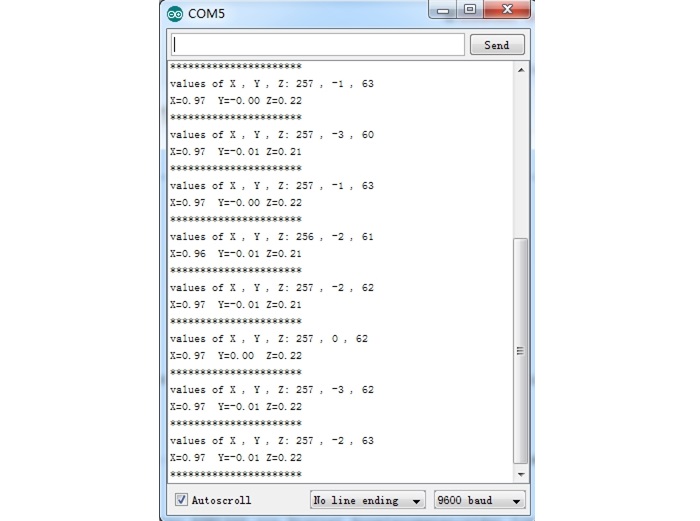 COM5
Send
**********************
values of X , Y , Z: 257 , -1 , 63
X=0.97  Y=-0.00 Z=0.22
**********************
values of X , Y , Z: 257 , -3 , 60
X=0.97  Y=-0.01 Z=0.21
**********************
values of X , Y , Z: 257 , -1 , 63
X=0.97  Y=-0.00 Z=0.22
**********************
values of X , Y , Z: 256 , -2 , 61
X=0.96  Y=-0.01 Z=0.21
**********************
values of X , Y , Z: 257 , -2 , 62
X=0.97  Y=-0.01 Z=0.21
**********************
values of X , Y , Z: 257 , 0 , 62
X=0.97  Y=0.00  Z=0.22
**********************
values of X , Y , Z: 257 , -3 , 62
X=0.97  Y=-0.01 Z=0.22
**********************
values of X , Y , Z: 257 , -2 , 63
X=0.97  Y=-0.01 Z=0.22
**********************
Autoscroll No line ending 9600 baud